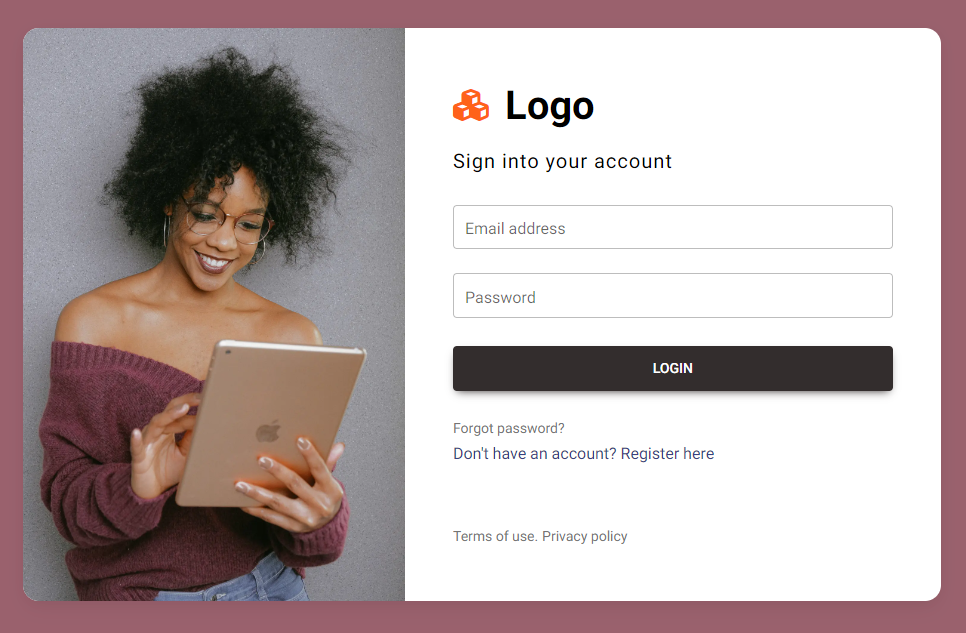 Logo
Sign into your account
Email address
Password
LOGIN
Forgot password?
Don't have an account? Register here
Terms of use. Privacy policy